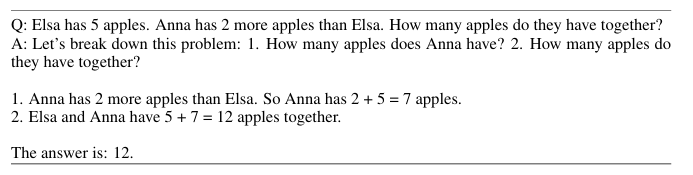 Q: Elsa has 5 apples. Anna has 2 more apples than Elsa. How many apples do they have together?
A: Let's break down this problem: 1. How many apples does Anna have? 2. How many apples do
they have together?
1. Anna has 2 more apples than Elsa. So Anna has 2 + 5 = 7 apples.
2. Elsa and Anna have 5 + 7 = 12 apples together.
The answer is: 12.